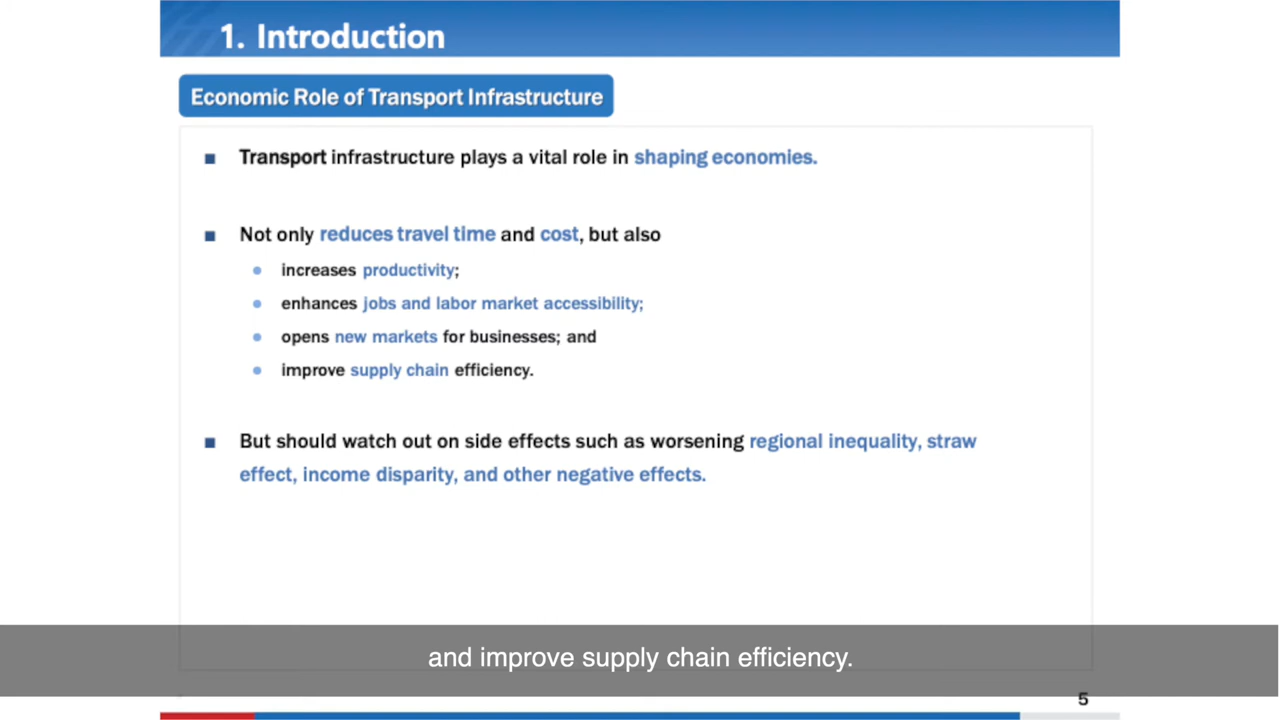 1. Introduction
Economic Role of Transport Infrastructure
■ Transport infrastructure plays a vital role in shaping economies.
■ Not only reduces travel time and cost, but also
• increases productivity;
• enhances jobs and labor market accessibility;
• opens new markets for businesses; and
• improve supply chain efficiency.
■ But should watch out on side effects such as worsening regional inequality, straw
effect, income disparity, and other negative effects.
and improve supply chain efficiency.
5